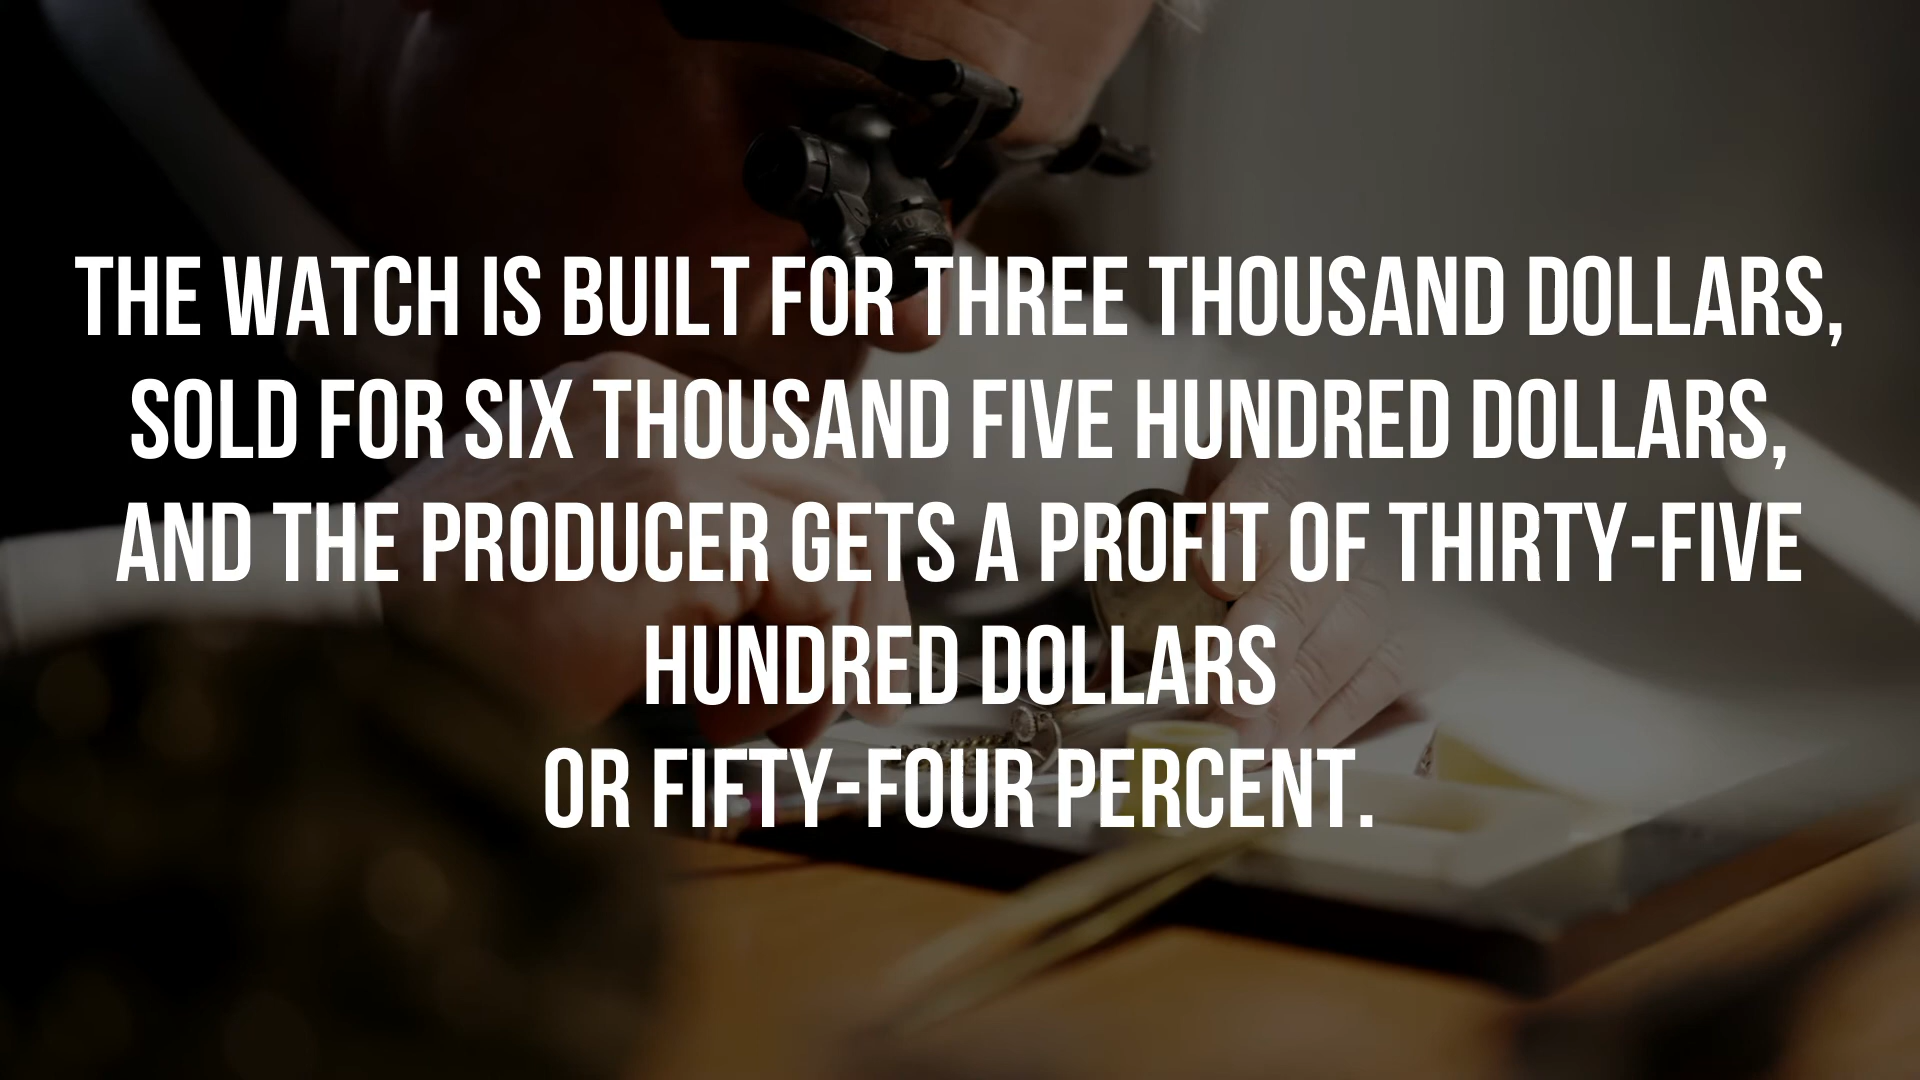 THE WATCH IS BUILT FOR THREE THOUSAND DOLLARS,
SOLD FOR SIX THOUSAND FIVE HUNDRED DOLLARS,
AND THE PRODUCER GETS A PROFIT OF THIRTY-FIVE
HUNDRED DOLLARS
OR FIFTY-FOUR PERCENT.